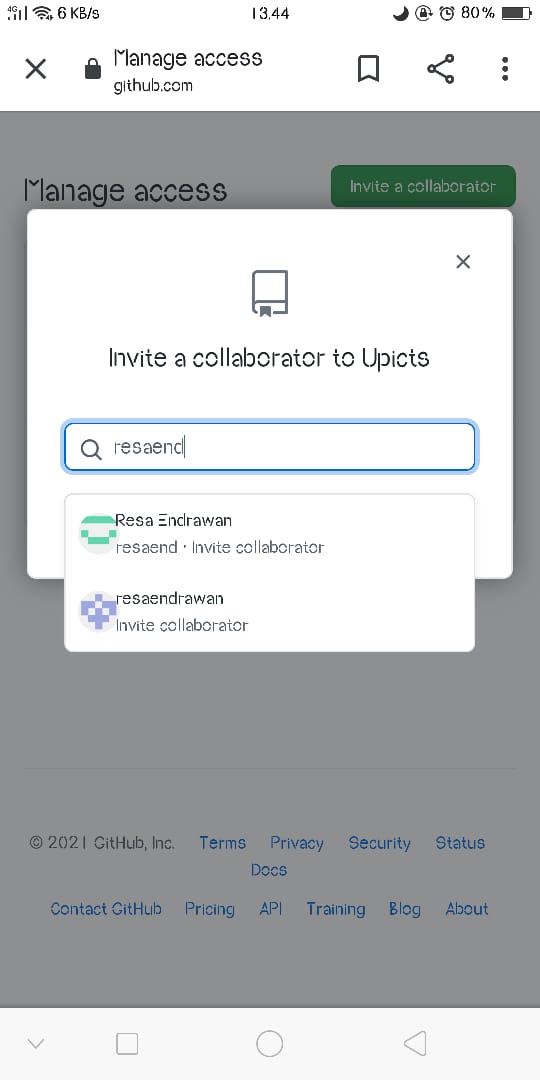 4G 6 KB/s 13.44 80%
Manage access
github.com
Manage access Invite a collaborator
Invite a collaborator to Upicts
resaend
Resa Endrawan
resaend · Invite collaborator
resaendrawan
Invite collaborator
© 2021 GitHub, Inc. Terms Privacy Security Status
Docs
Contact GitHub Pricing API Training Blog About